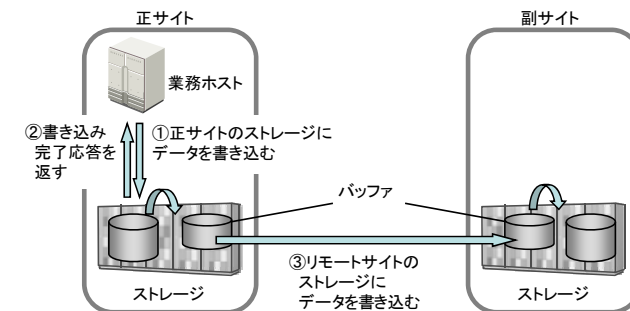 正サイト
副サイト
業務ホスト
②書き込み
完了応答を
返す
①正サイトのストレージに
データを書き込む
バッファ
③リモートサイトの
ストレージに
データを書き込む
ストレージ
ストレージ